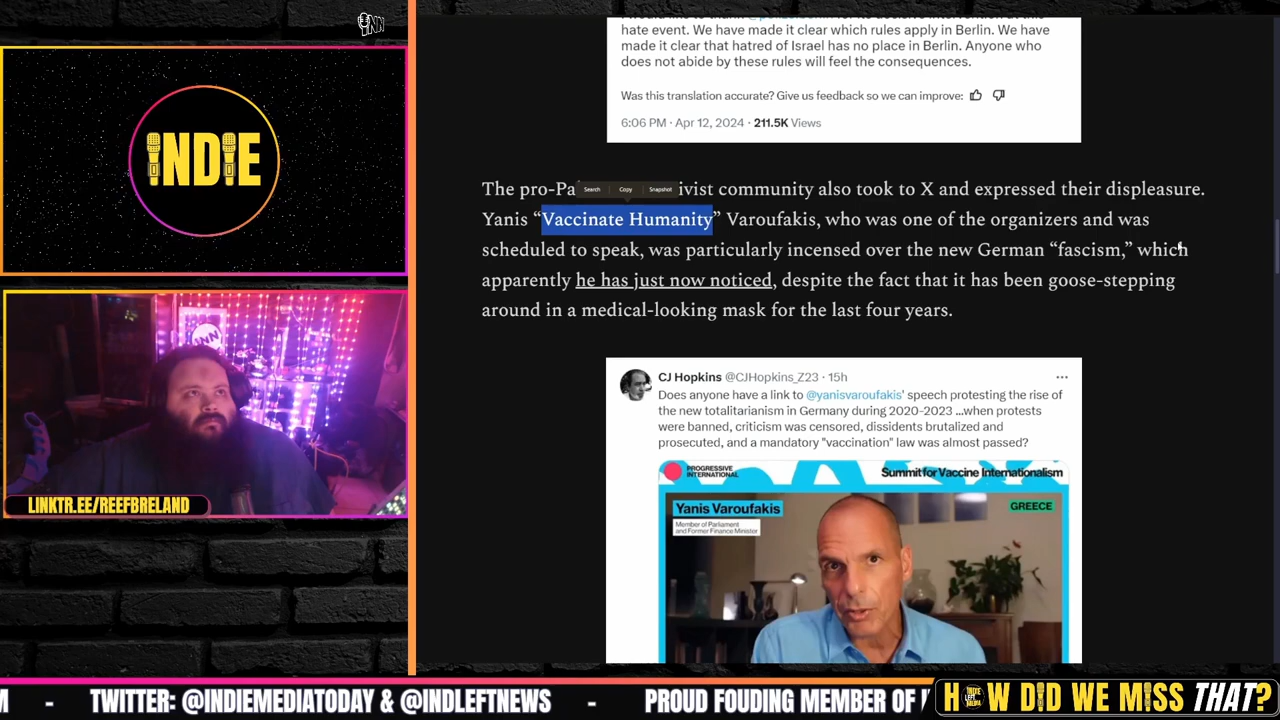 INN
INDIE
INN
LINKTR.EE/REEFBRELAND
hate event. We have made it clear which rules apply in Berlin. We have
made it clear that hatred of Israel has no place in Berlin. Anyone who
does not abide by these rules will feel the consequences.
Was this translation accurate? Give us feedback so we can improve:
6:06 PM · Apr 12, 2024 · 211.5K Views
Search Copy Snapshot
The pro-Pa ivist community also took to X and expressed their displeasure.
Yanis “Vaccinate Humanity” Varoufakis, who was one of the organizers and was
scheduled to speak, was particularly incensed over the new German “fascism,” which
apparently he has just now noticed, despite the fact that it has been goose-stepping
around in a medical-looking mask for the last four years.
CJ Hopkins @CJHopkins_Z23 · 15h
Does anyone have a link to @yanisvaroufakis' speech protesting the rise of
the new totalitarianism in Germany during 2020-2023 ...when protests
were banned, criticism was censored, dissidents brutalized and
prosecuted, and a mandatory "vaccination" law was almost passed?
PROGRESSIVE
INTERNATIONAL
Summit for Vaccine Internationalism
Yanis Varoufakis
Member of Parliament
and Former Finance Minister
GREECE
M - TWITTER: @INDIEMEDIATODAY & @INDLEFTNEWS - PROUD FOUDING MEMBER OF
HOW DID WE MISS THAT?